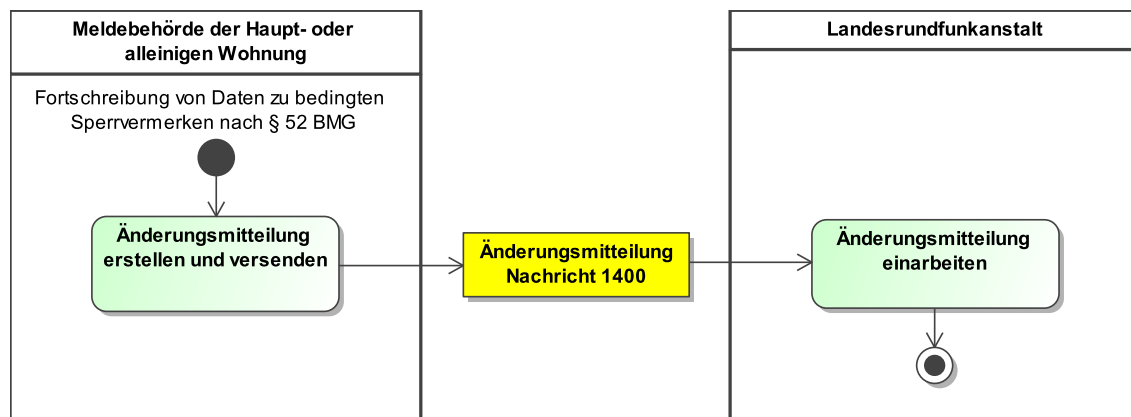 Meldebehörde der Haupt- oder
alleinigen Wohnung
Fortschreibung von Daten zu bedingten
Sperrvermerken nach § 52 BMG
Änderungsmitteilung
erstellen und versenden
Änderungsmitteilung
Nachricht 1400
Landesrundfunkanstalt
Änderungsmitteilung
einarbeiten